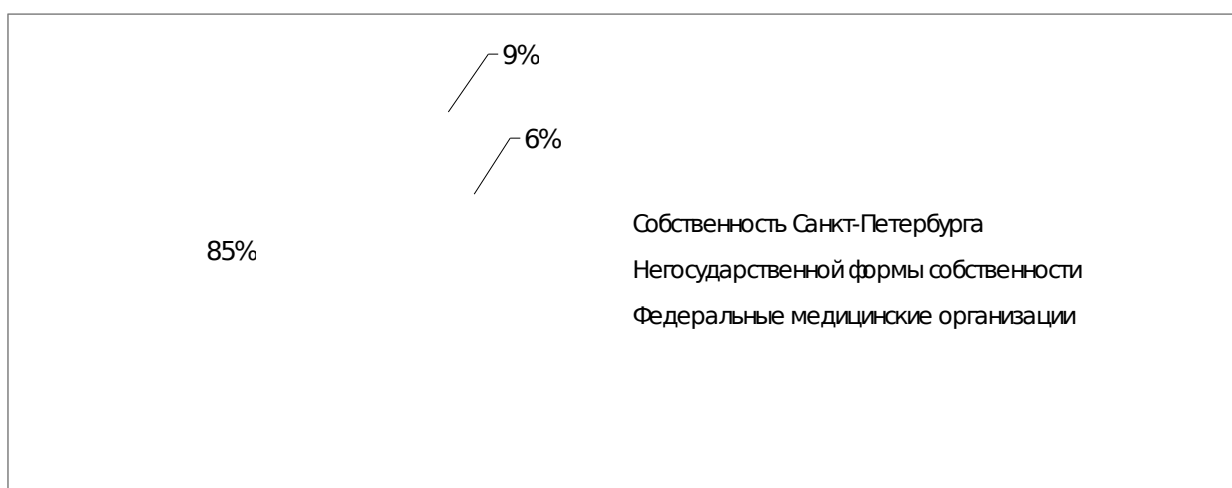 9%
6%
85%
Собственность Санкт-Петербурга
Негосударственной формы собственности
Федеральные медицинские организации